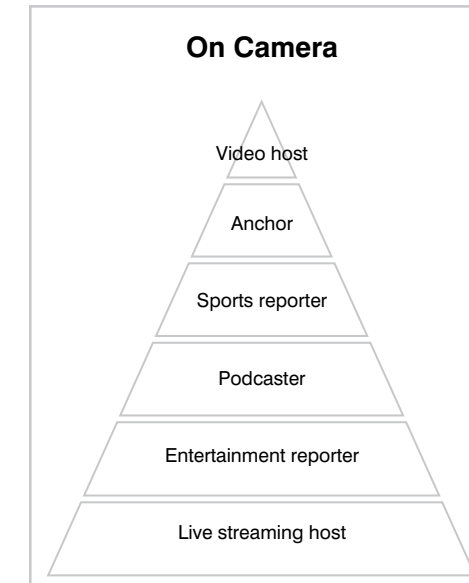 On Camera
Video host
Anchor
Sports reporter
Podcaster
Entertainment reporter
Live streaming host